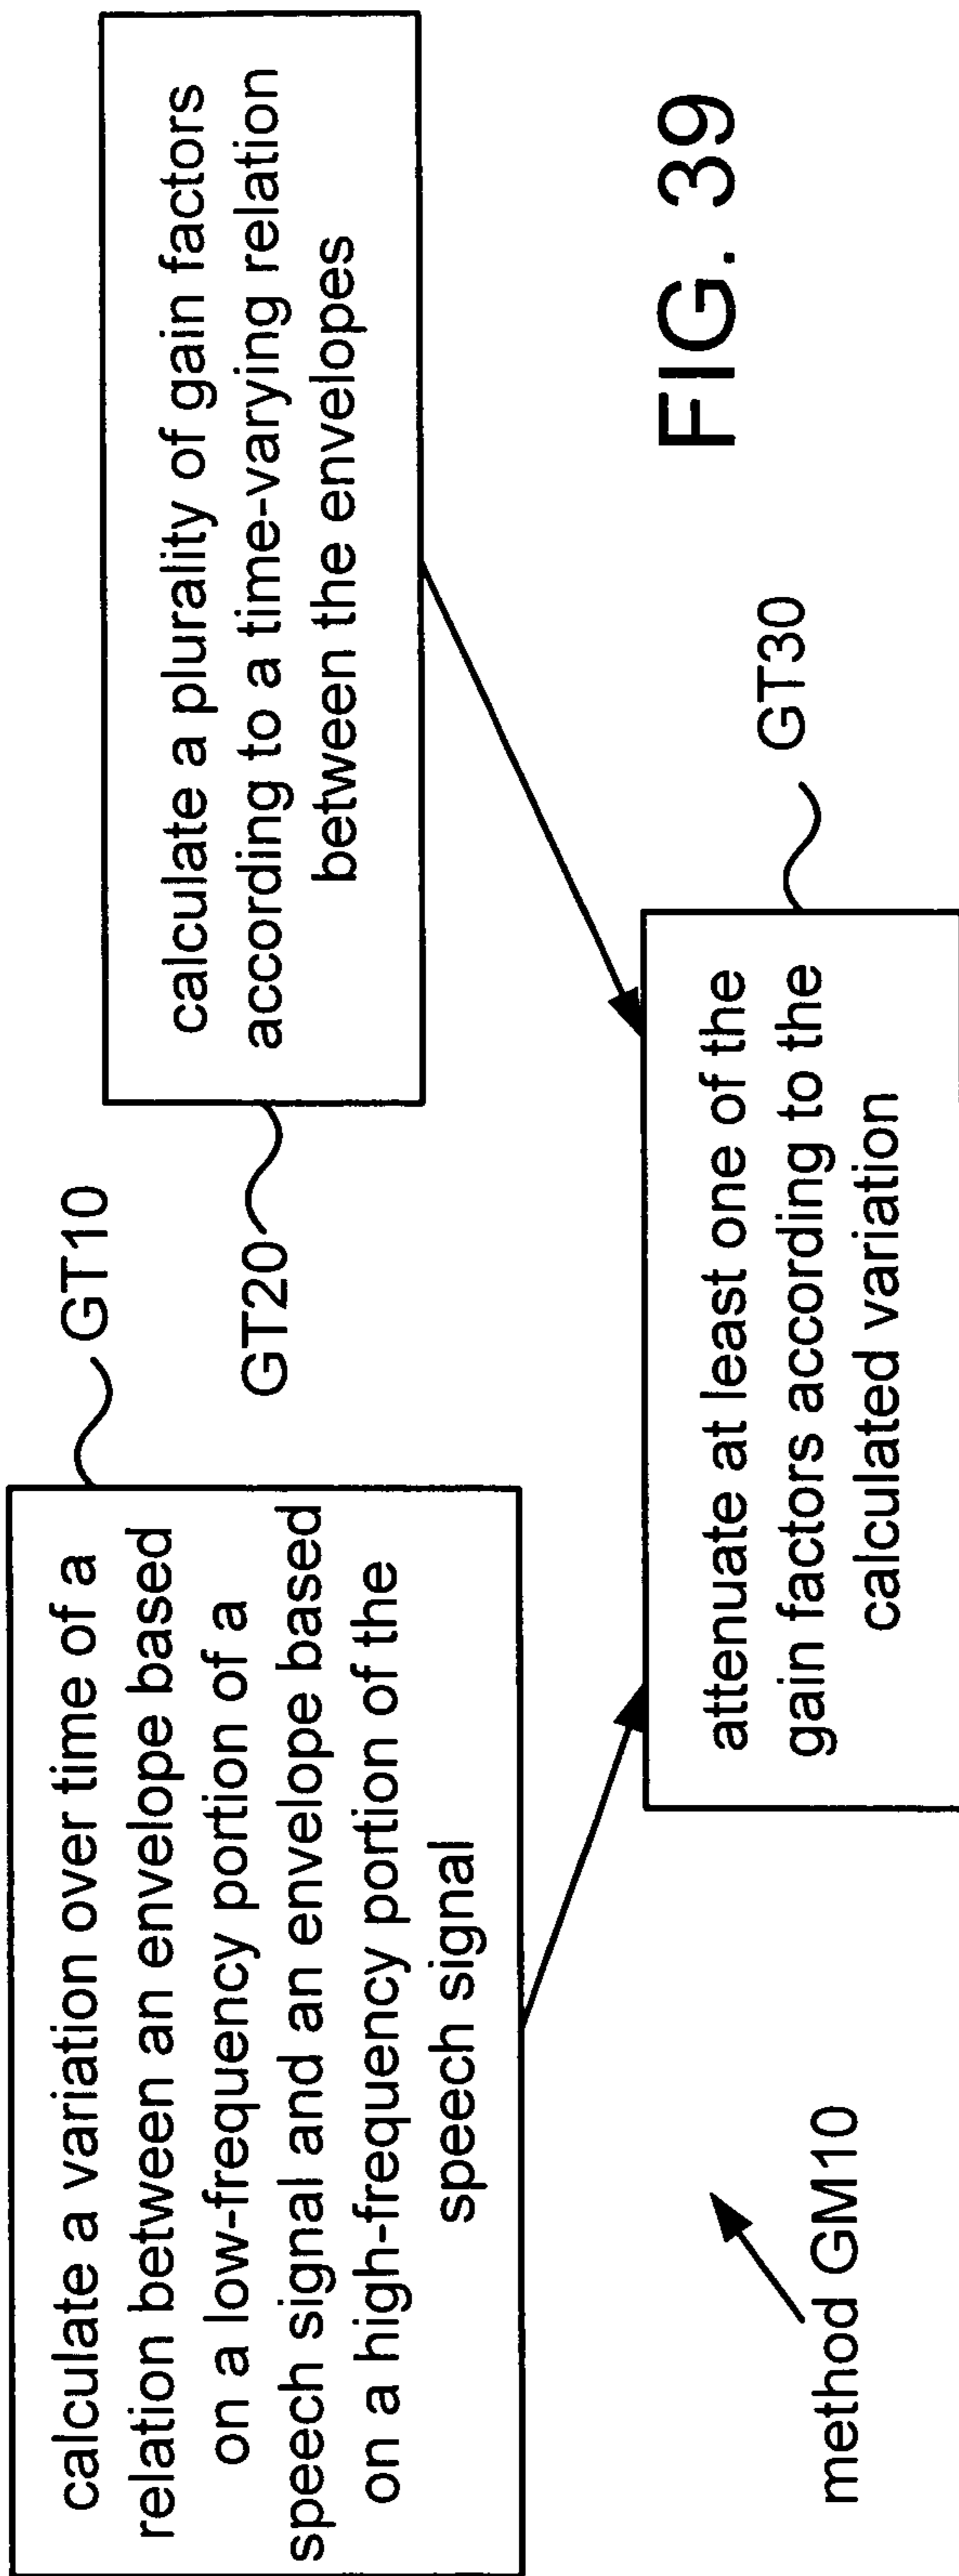 calculate a variation over time of a
relation between an envelope based
on a low-frequency portion of a
speech signal and an envelope based
on a high-frequency portion of the
speech signal
GT10
GT20
calculate a plurality of gain factors
according to a time-varying relation
between the envelopes
attenuate at least one of the
gain factors according to the
calculated variation
GT30
method GM10
FIG. 39